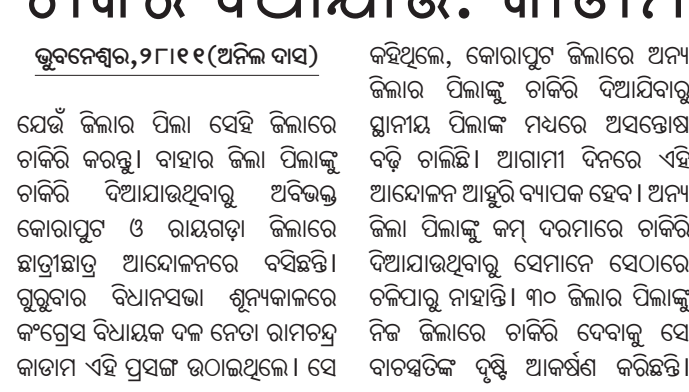 ଭୁବନେଶ୍ୱର,୨୮।୧୧(ଅନିଲ ଦାସ)
ଯେଉଁ ଜିଲାର ପିଲା ସେହି ଜିଲାରେ
ଚାକିରି କରନ୍ତୁ। ବାହାର ଜିଲା ପିଲାଙ୍କୁ
ଚାକିରି ଦିଆଯାଉଥିବାରୁ ଅବିଭକ୍ତ
କୋରାପୁଟ ଓ ରାୟଗଡ଼ା ଜିଲାରେ
ଛାତ୍ରୀଛାତ୍ର ଆନ୍ଦୋଳନରେ ବସିଛନ୍ତି।
ଗୁରୁବାର ବିଧାନସଭା ଶୂନ୍ୟକାଳରେ
କଂଗ୍ରେସ ବିଧାୟକ ଦଳ ନେତା ରାମଚନ୍ଦ୍ର
କାଡାମ ଏହି ପ୍ରସଙ୍ଗ ଉଠାଇଥିଲେ। ସେ
କହିଥିଲେ, କୋରାପୁଟ ଜିଲାରେ ଅନ୍ୟ
ଜିଲାର ପିଲାଙ୍କୁ ଚାକିରି ଦିଆଯିବାରୁ
ସ୍ଥାନୀୟ ପିଲାଙ୍କ ମଧ୍ୟରେ ଅସନ୍ତୋଷ
ବଢ଼ି ଚାଲିଛି। ଆଗାମୀ ଦିନରେ ଏହି
ଆନ୍ଦୋଳନ ଆହୁରି ବ୍ୟାପକ ହେବ। ଅନ୍ୟ
ଜିଲା ପିଲାଙ୍କୁ କମ୍ ଦରମାରେ ଚାକିରି
ଦିଆଯାଉଥିବାରୁ ସେମାନେ ସେଠାରେ
ଚଳିପାରୁ ନାହାନ୍ତି। ୩୦ ଜିଲାର ପିଲାଙ୍କୁ
ନିଜ ଜିଲାରେ ଚାକିରି ଦେବାକୁ ସେ
ବାଚସ୍ପତିଙ୍କ ଦୃଷ୍ଟି ଆକର୍ଷଣ କରିଛନ୍ତି।